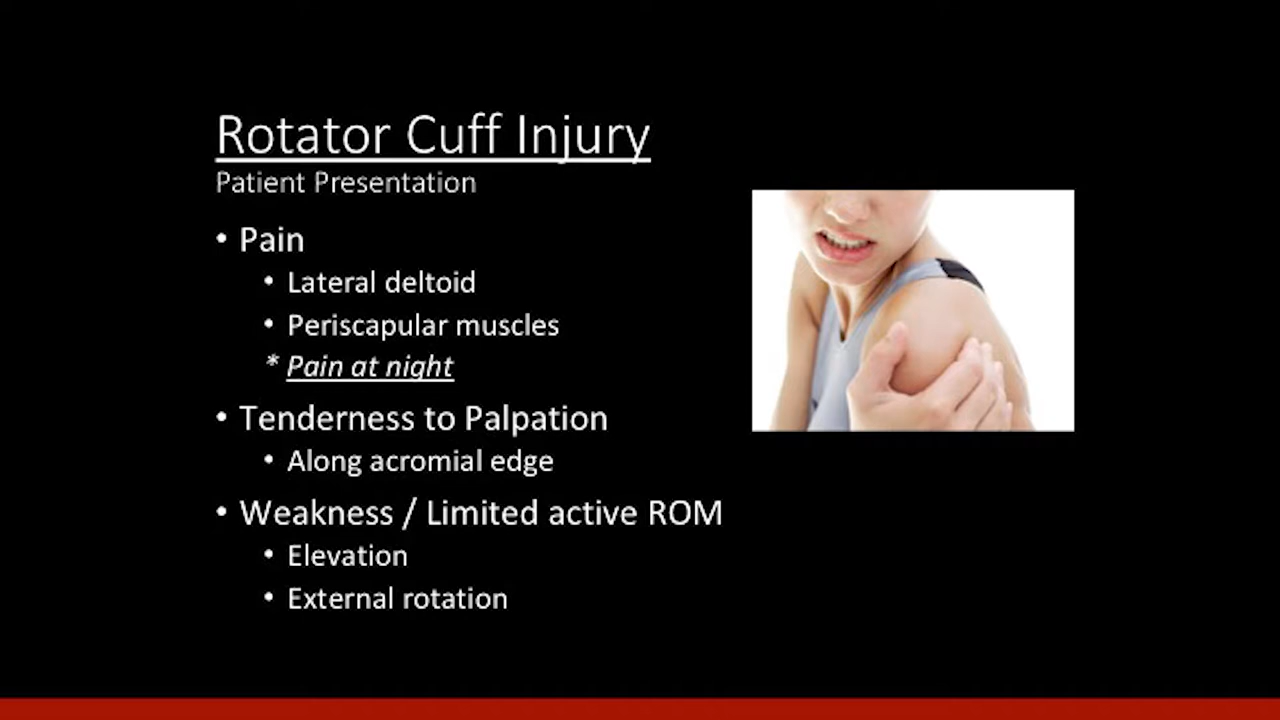 Rotator Cuff Injury
Patient Presentation
• Pain
• Lateral deltoid
• Periscapular muscles
* Pain at night
• Tenderness to Palpation
• Along acromial edge
• Weakness / Limited active ROM
• Elevation
• External rotation